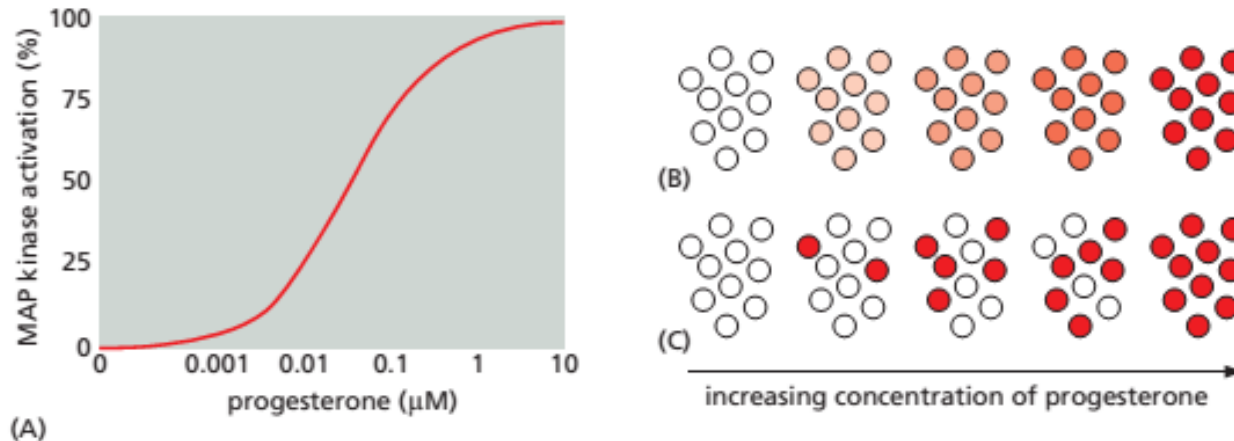 100
75
50
25
0
MAP kinase activation (%)
0 0.001 0.01 0.1 1 10
progesterone (μM)
(A)
(B)
(C)
increasing concentration of progesterone